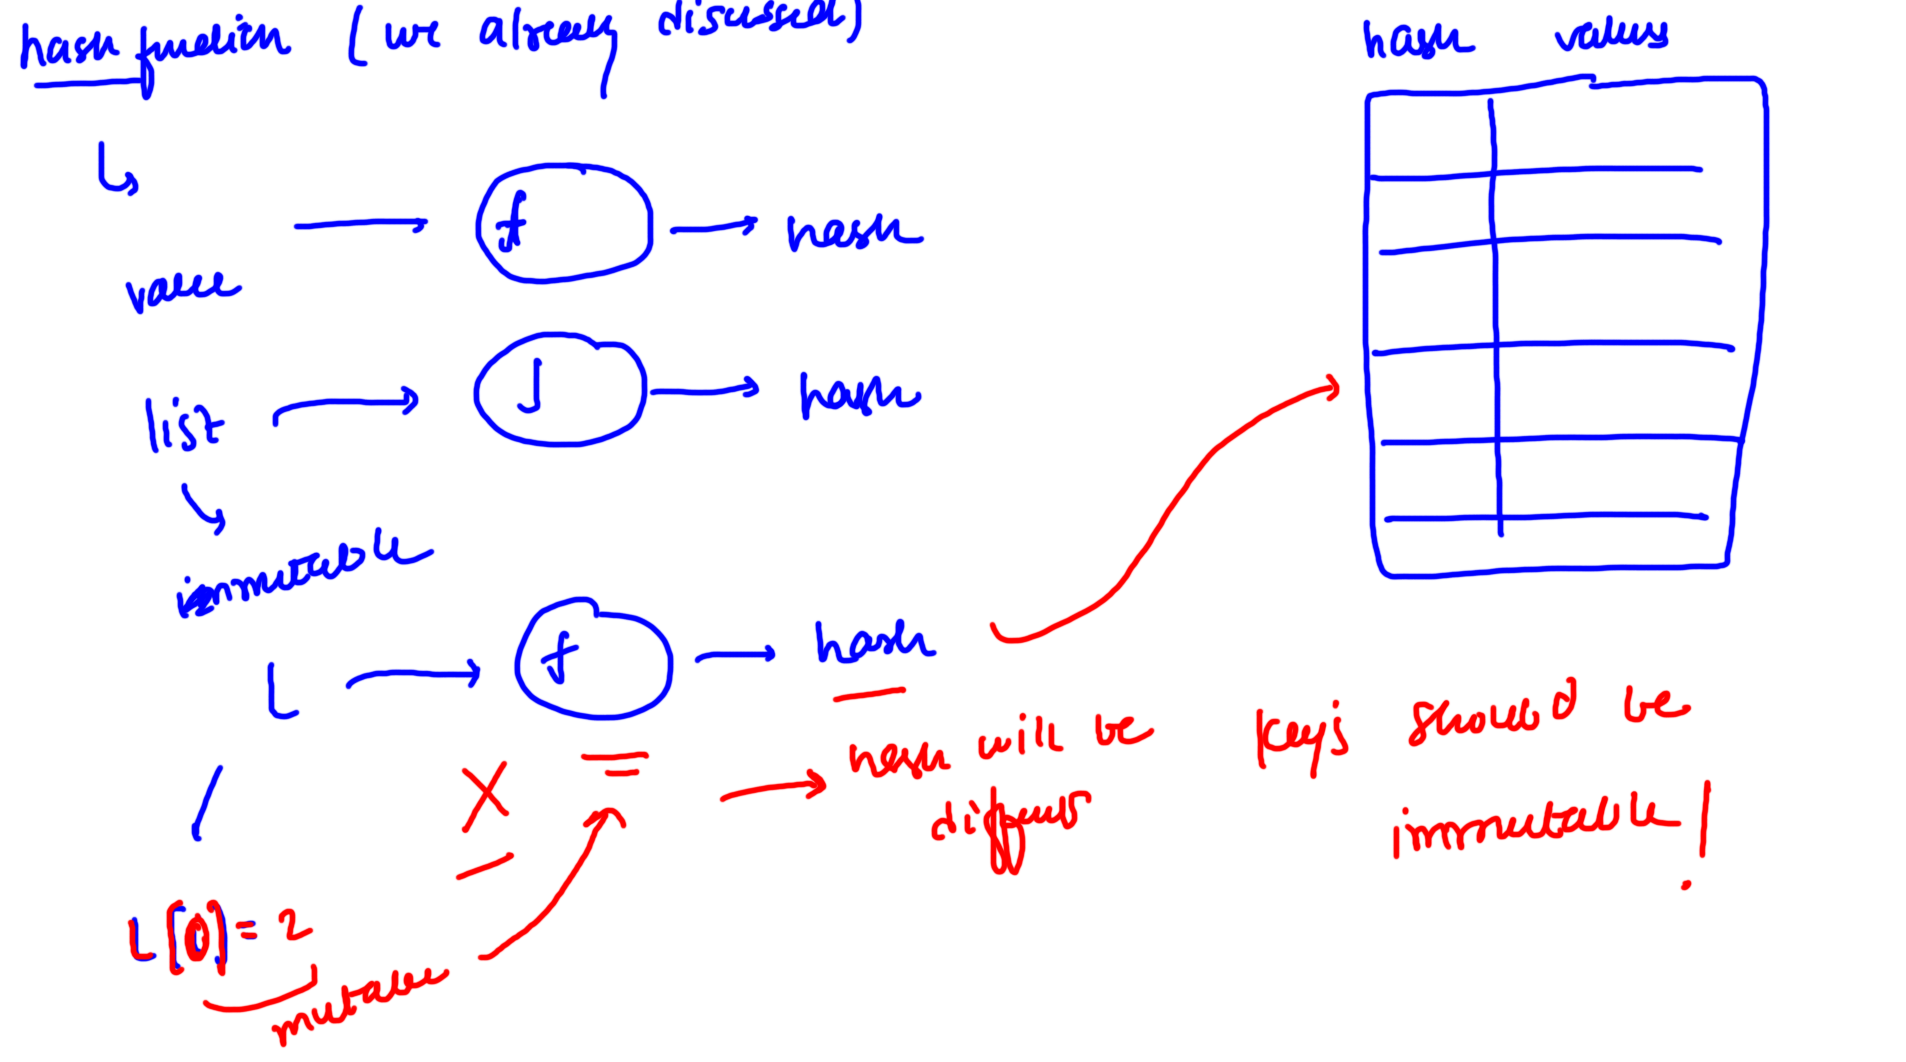 hash function (we already discussed)
hash values
f hash
value
list f hash
immutable
L f hash
hash will be
different
keys should be
immutable!
L[0] = 2
mutable